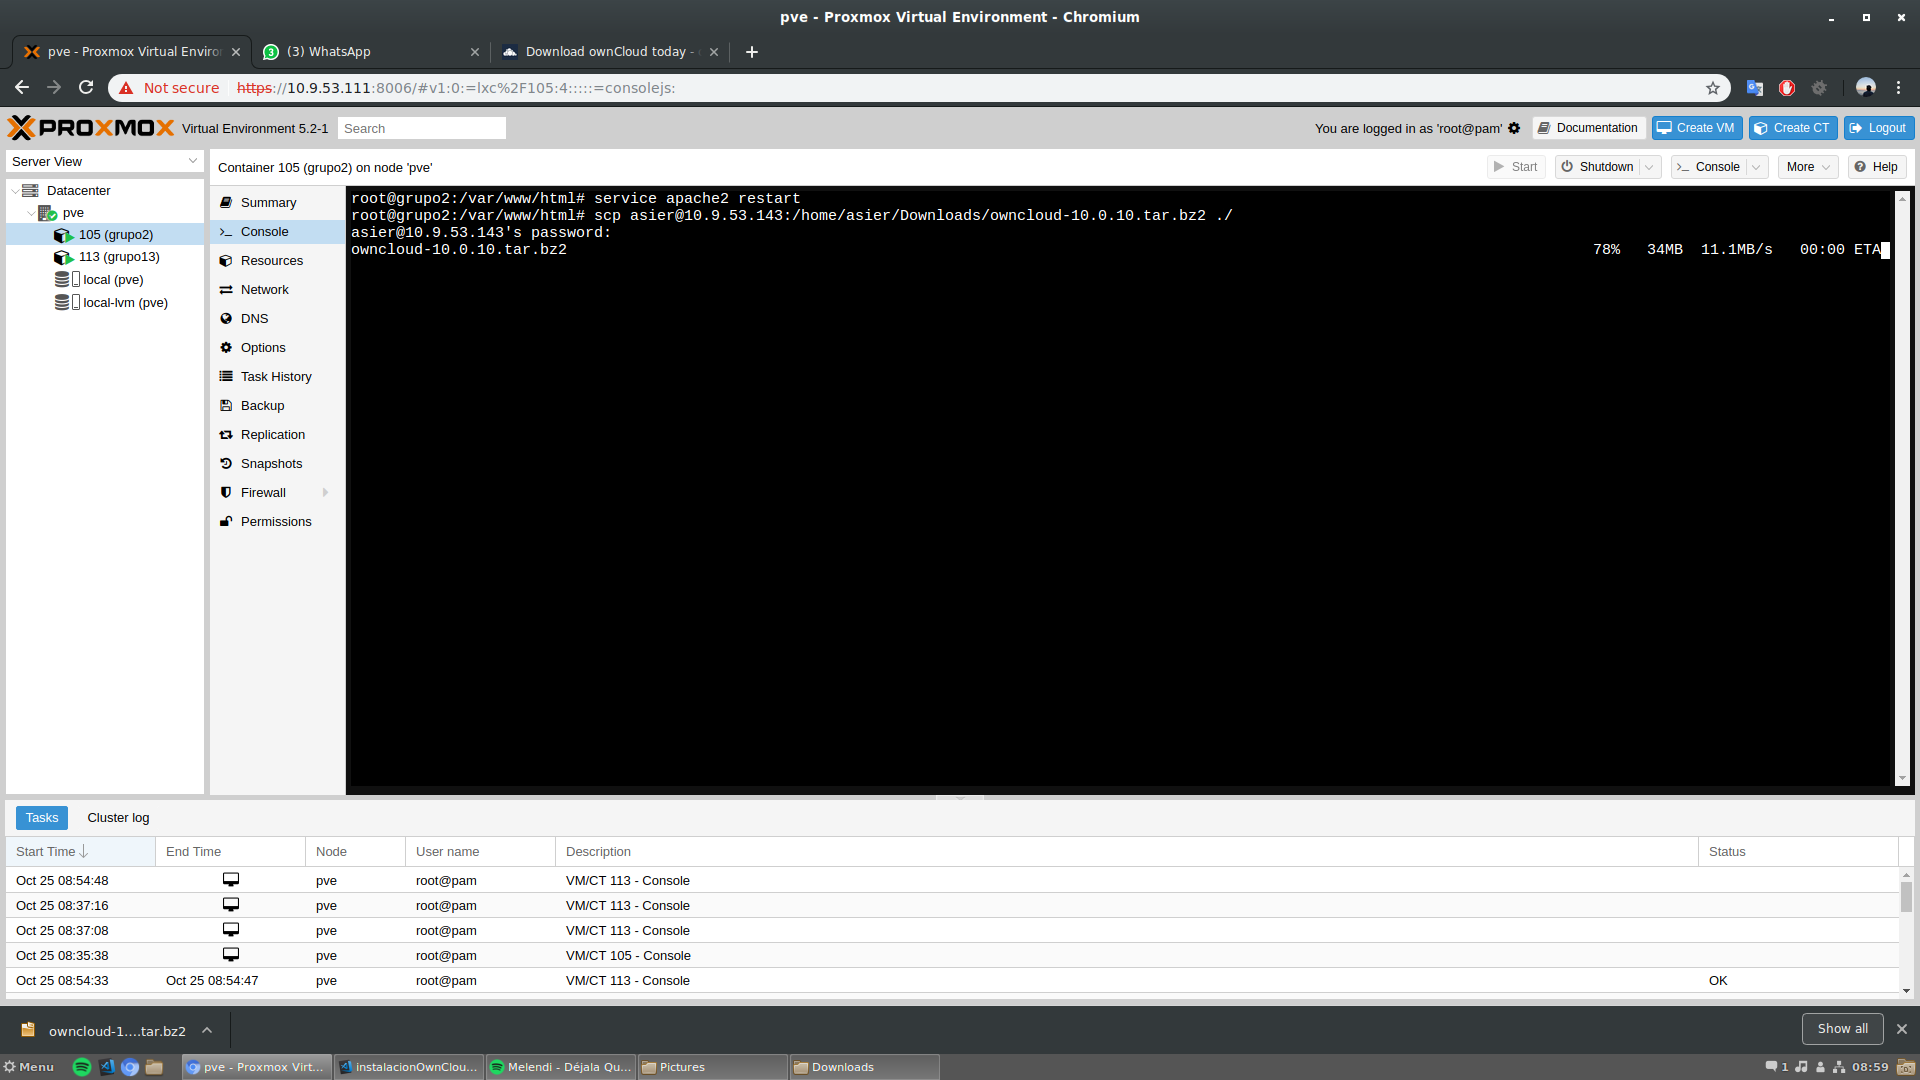 pve - Proxmox Virtual Environment - Chromium
pve - Proxmox Virtual Enviro
3
(3) WhatsApp
Download ownCloud today -
Not secure
https://10.9.53.111:8006/#v1:0:=lxc%2F105:4:::::=consolejs:
PROXMOX
Virtual Environment 5.2-1
Search
You are logged in as 'root@pam'
Documentation
Create VM
Create CT
Logout
Server View
Container 105 (grupo2) on node 'pve'
Start
Shutdown
Console
More
Help
Datacenter
pve
105 (grupo2)
113 (grupo13)
local (pve)
local-lvm (pve)
Summary
Console
Resources
Network
DNS
Options
Task History
Backup
Replication
Snapshots
Firewall
Permissions
root@grupo2:/var/www/html# service apache2 restart
root@grupo2:/var/www/html# scp asier@10.9.53.143:/home/asier/Downloads/owncloud-10.0.10.tar.bz2 ./
asier@10.9.53.143's password:
owncloud-10.0.10.tar.bz2 78% 34MB 11.1MB/s 00:00 ETA
Tasks
Cluster log
Start Time End Time Node User name Description Status
Oct 25 08:54:48 pve root@pam VM/CT 113 - Console
Oct 25 08:37:16 pve root@pam VM/CT 113 - Console
Oct 25 08:37:08 pve root@pam VM/CT 113 - Console
Oct 25 08:35:38 pve root@pam VM/CT 105 - Console
Oct 25 08:54:33 Oct 25 08:54:47 pve root@pam VM/CT 113 - Console OK
owncloud-1....tar.bz2
Show all
Menu
pve - Proxmox Virt...
instalacionOwnClou...
Melendi - Déjala Qu...
Pictures
Downloads
1
08:59